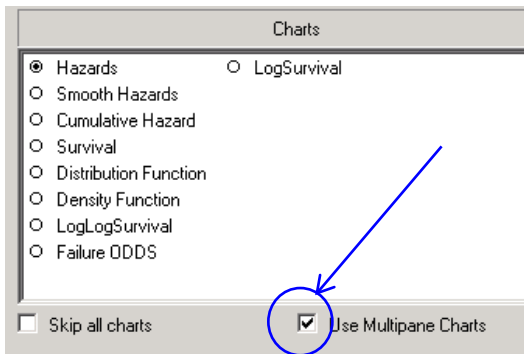 Charts
Hazards LogSurvival
Smooth Hazards
Cumulative Hazard
Survival
Distribution Function
Density Function
LogLogSurvival
Failure ODDS
Skip all charts Use Multipane Charts